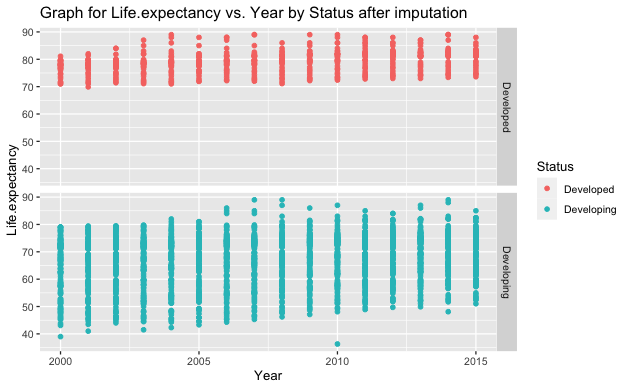 Graph for Life.expectancy vs. Year by Status after imputation
90
80
70
60
50
40
Developed
90
80
70
60
50
40
Developing
Life.expectancy
2000
2005
2010
2015
Year
Status
Developed
Developing